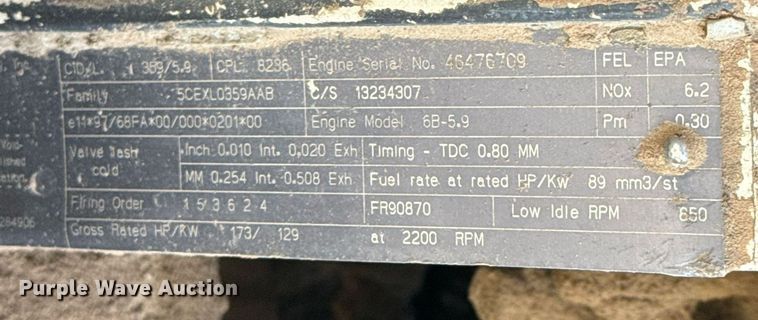 Inc. CID/L. 359/5.9 CPL 8236 Engine Serial No. 46476709 FEL EPA
Family 5CEXL0359AAB C/S 13234307 NOx 6.2
e11*97/68FA*00/000*0201*00 Engine Model 6B-5.9 Pm 0.30
Valve lash cold Inch 0.010 Int. 0.020 Exh Timing - TDC 0.80 MM
MM 0.254 Int. 0.508 Exh Fuel rate at rated HP/Kw 89 mm3/st
Firing Order 1 5 3 6 2 4 FR90870 Low Idle RPM 850
284906 Gross Rated HP/KW 173/ 129 at 2200 RPM
Purple Wave Auction